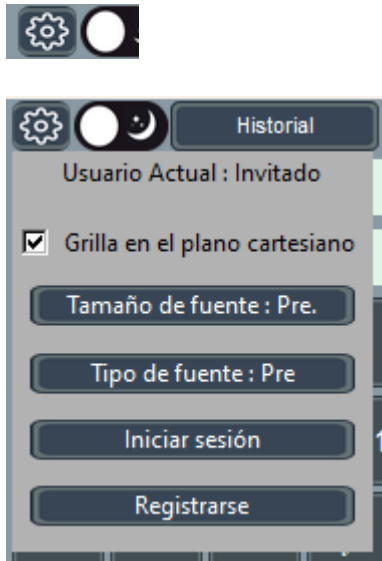 Historial
Usuario Actual : Invitado
Grilla en el plano cartesiano
Tamaño de fuente : Pre.
Tipo de fuente : Pre
Iniciar sesión
Registrarse